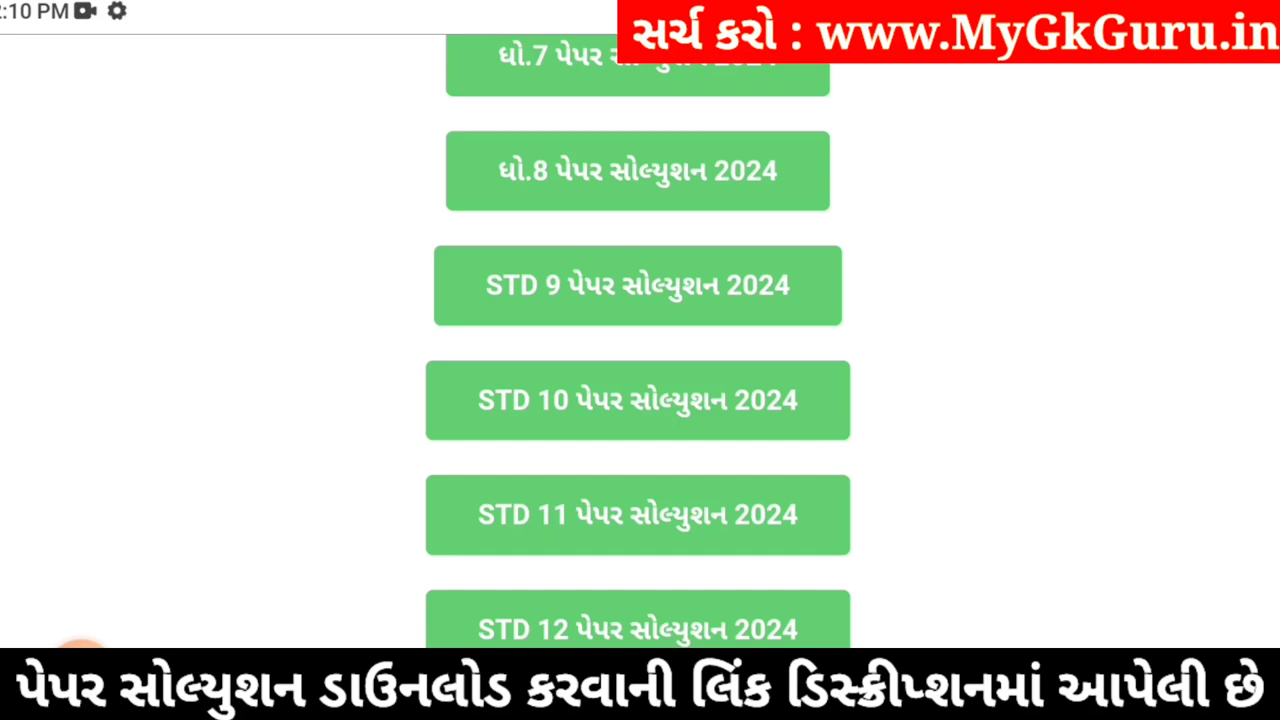 :10 PM
સર્ચ કરો : www.MyGkGuru.in
ધો.7 પેપર
ધો.8 પેપર સોલ્યુશન 2024
STD 9 પેપર સોલ્યુશન 2024
STD 10 પેપર સોલ્યુશન 2024
STD 11 પેપર સોલ્યુશન 2024
STD 12 પેપર સોલ્યુશન 2024
પેપર સોલ્યુશન ડાઉનલોડ કરવાની લિંક ડિસ્ક્રીપ્શનમાં આપેલી છે